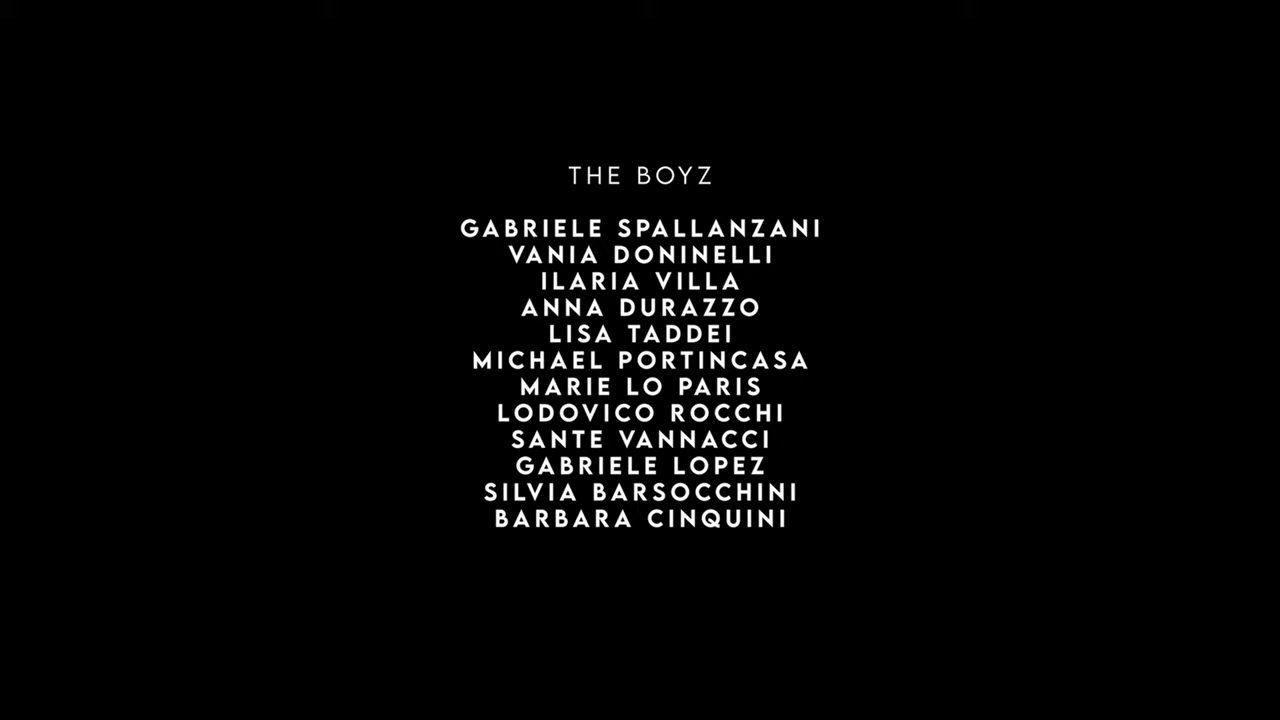 THE BOYZ
GABRIELE SPALLANZANI
VANIA DONINELLI
ILARIA VILLA
ANNA DURAZZO
LISA TADDEI
MICHAEL PORTINCASA
MARIE LO PARIS
LODOVICO ROCCHI
SANTE VANNACCI
GABRIELE LOPEZ
SILVIA BARSOCCHINI
BARBARA CINQUINI